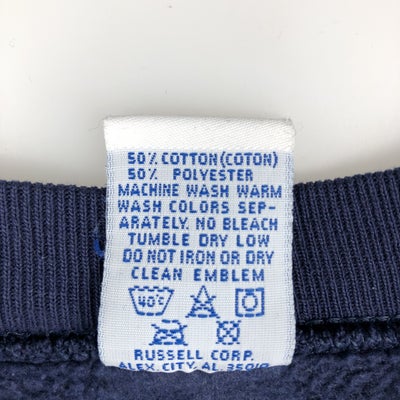 50% COTTON (COTON)
50% POLYESTER
MACHINE WASH WARM
WASH COLORS SEP-
ARATELY. NO BLEACH
TUMBLE DRY LOW
DO NOT IRON OR DRY
CLEAN EMBLEM
40°C
RUSSELL CORP.
ALEX. CITY, AL. 35010